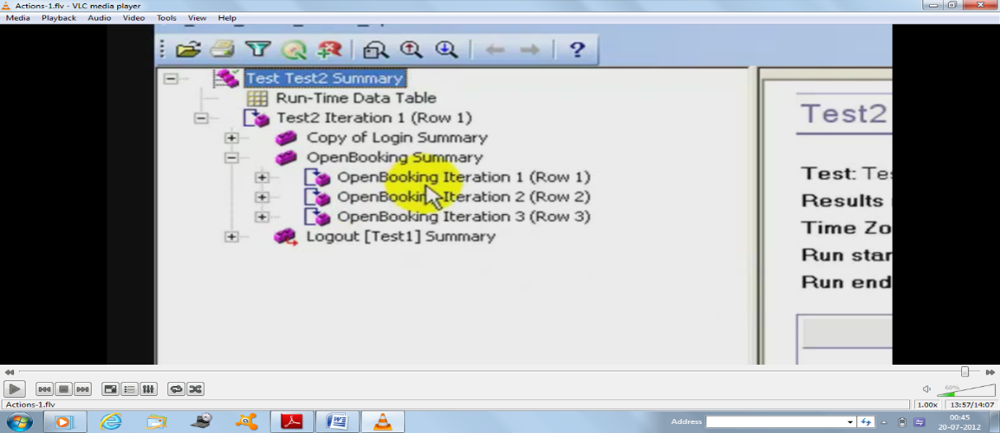 Actions-1.flv - VLC media player
Media Playback Audio Video Tools View Help
?
Test Test2 Summary
Run-Time Data Table
Test2 Iteration 1 (Row 1)
Copy of Login Summary
OpenBooking Summary
OpenBooking Iteration 1 (Row 1)
OpenBooking Iteration 2 (Row 2)
OpenBooking Iteration 3 (Row 3)
Logout [Test1] Summary
Test2
Test: Tes
Results
Time Zo
Run star
Run end
60%
Actions-1.flv
1.00x 13:57/14:07
Address
00:45
20-07-2012